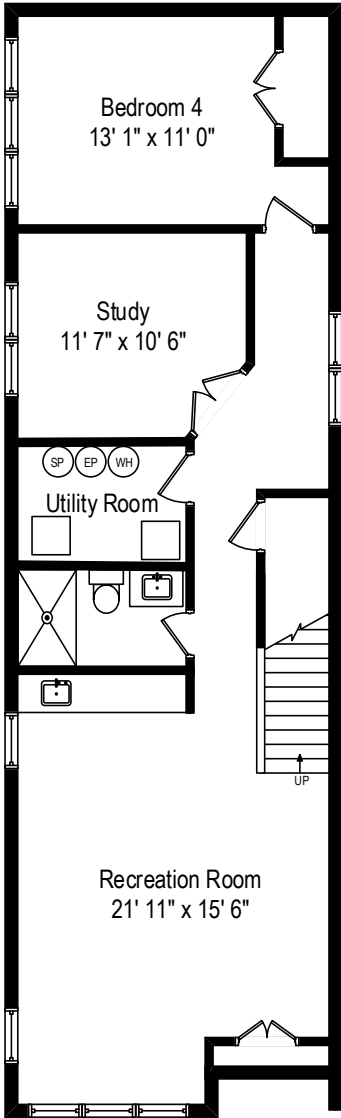 Bedroom 4
13' 1" x 11' 0"
Study
11' 7" x 10' 6"
SP EP WH
Utility Room
UP
Recreation Room
21' 11" x 15' 6"